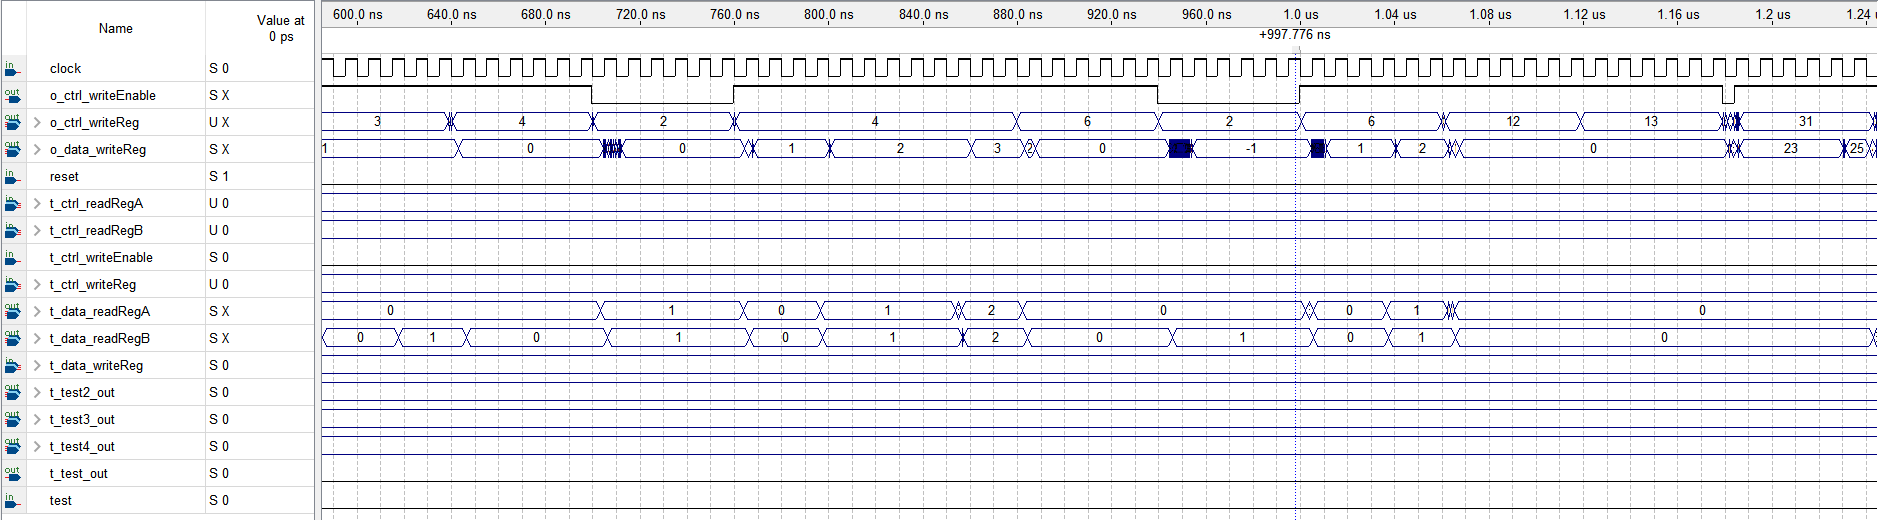 Name
Value at
0 ps
600.0 ns 640.0 ns 680.0 ns 720.0 ns 760.0 ns 800.0 ns 840.0 ns 880.0 ns 920.0 ns 960.0 ns 1.0 us 1.04 us 1.08 us 1.12 us 1.16 us 1.2 us 1.24
+997.776 ns
in clock S 0
out o_ctrl_writeEnable S X
out o_ctrl_writeReg U X 3 4 2 4 6 2 6 12 13 31
out o_data_writeReg S X 1 0 0 1 2 3 2 0 -1 1 2 0 23 25
in reset S 1
in t_ctrl_readRegA U 0
in t_ctrl_readRegB U 0
in t_ctrl_writeEnable S 0
in t_ctrl_writeReg U 0
out t_data_readRegA S X 0 1 0 1 2 0 0 1 0
out t_data_readRegB S X 0 1 0 1 0 1 2 0 1 0 1 0
in t_data_writeReg S 0
out t_test2_out S 0
out t_test3_out S 0
out t_test4_out S 0
out t_test_out S 0
in test S 0